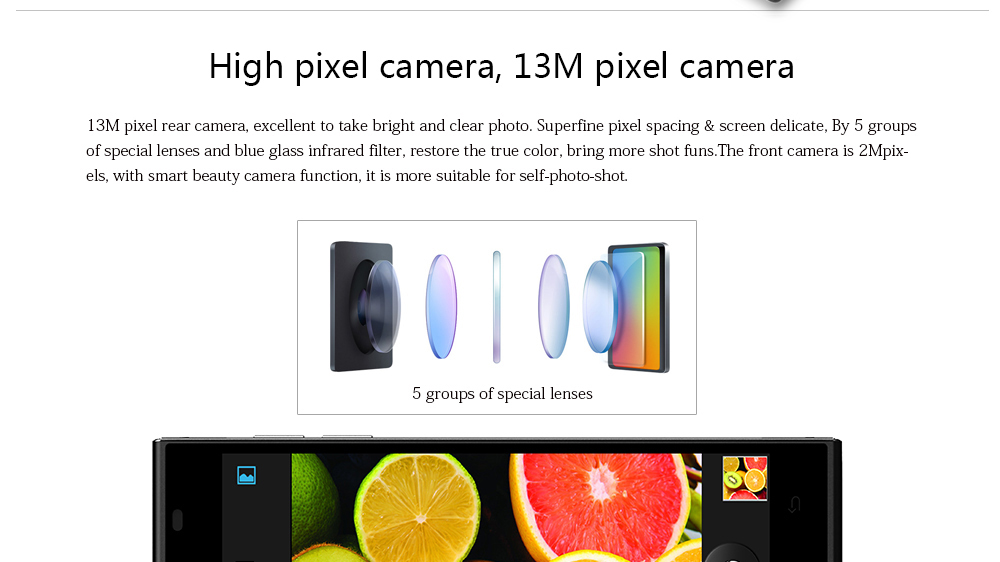 High pixel camera, 13M pixel camera
13M pixel rear camera, excellent to take bright and clear photo. Superfine pixel spacing & screen delicate, By 5 groups
of special lenses and blue glass infrared filter, restore the true color, bring more shot funs.The front camera is 2Mpix-
els, with smart beauty camera function, it is more suitable for self-photo-shot.
5 groups of special lenses